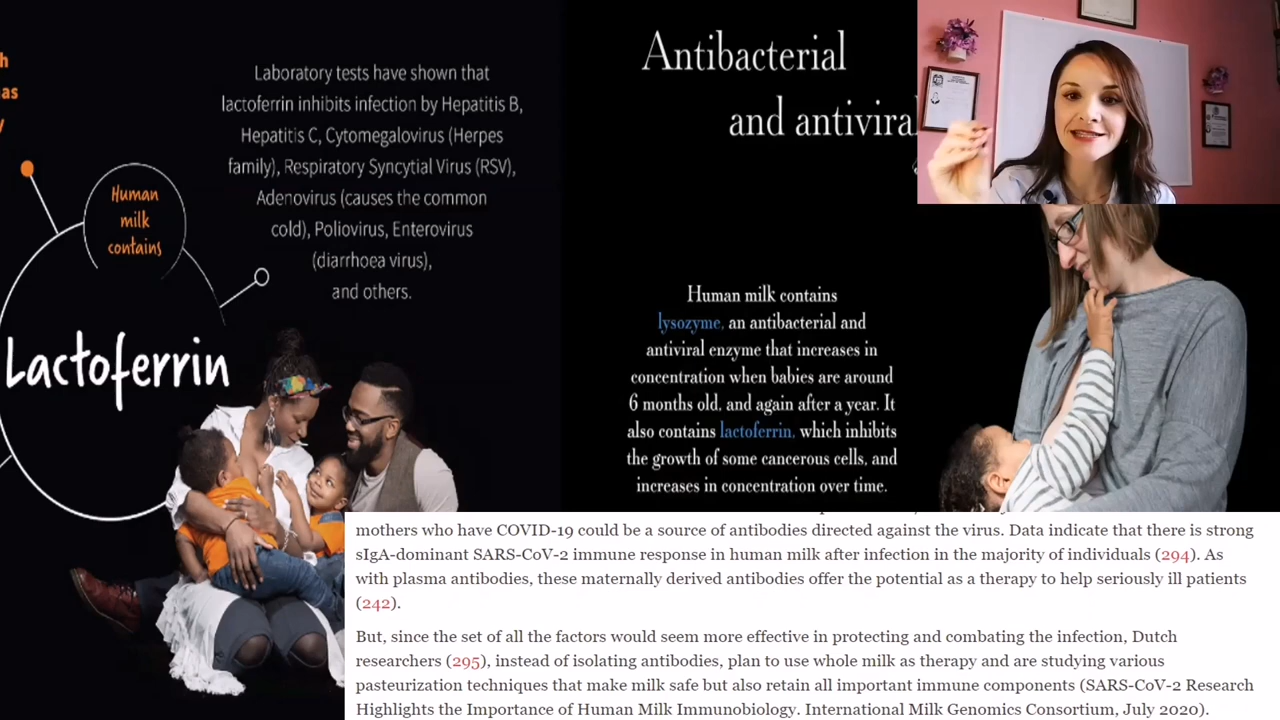 h
as
y
Human
milk
contains
Lactoferrin
Laboratory tests have shown that
lactoferrin inhibits infection by Hepatitis B,
Hepatitis C, Cytomegalovirus (Herpes
family), Respiratory Syncytial Virus (RSV),
Adenovirus (causes the common
cold), Poliovirus, Enterovirus
(diarrhoea virus),
and others.
Antibacterial
and antiviral
Human milk contains
lysozyme, an antibacterial and
antiviral enzyme that increases in
concentration when babies are around
6 months old, and again after a year. It
also contains lactoferrin, which inhibits
the growth of some cancerous cells, and
increases in concentration over time.
mothers who have COVID-19 could be a source of antibodies directed against the virus. Data indicate that there is strong
sIgA-dominant SARS-CoV-2 immune response in human milk after infection in the majority of individuals (294). As
with plasma antibodies, these maternally derived antibodies offer the potential as a therapy to help seriously ill patients
(242).
But, since the set of all the factors would seem more effective in protecting and combating the infection, Dutch
researchers (295), instead of isolating antibodies, plan to use whole milk as therapy and are studying various
pasteurization techniques that make milk safe but also retain all important immune components (SARS-CoV-2 Research
Highlights the Importance of Human Milk Immunobiology. International Milk Genomics Consortium, July 2020).